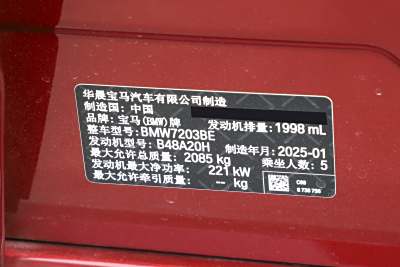 华晨宝马汽车有限公司制造
制造国：中国
品牌：宝马(BMW)牌 发动机排量：1998 mL
整车型号：BMW7203BE
发动机型号：B48A20H 制造年月：2025-01
最大允许总质量： 2085 kg 乘坐人数：5
发动机最大净功率： 221 kW
最大允许牵引质量： -- kg